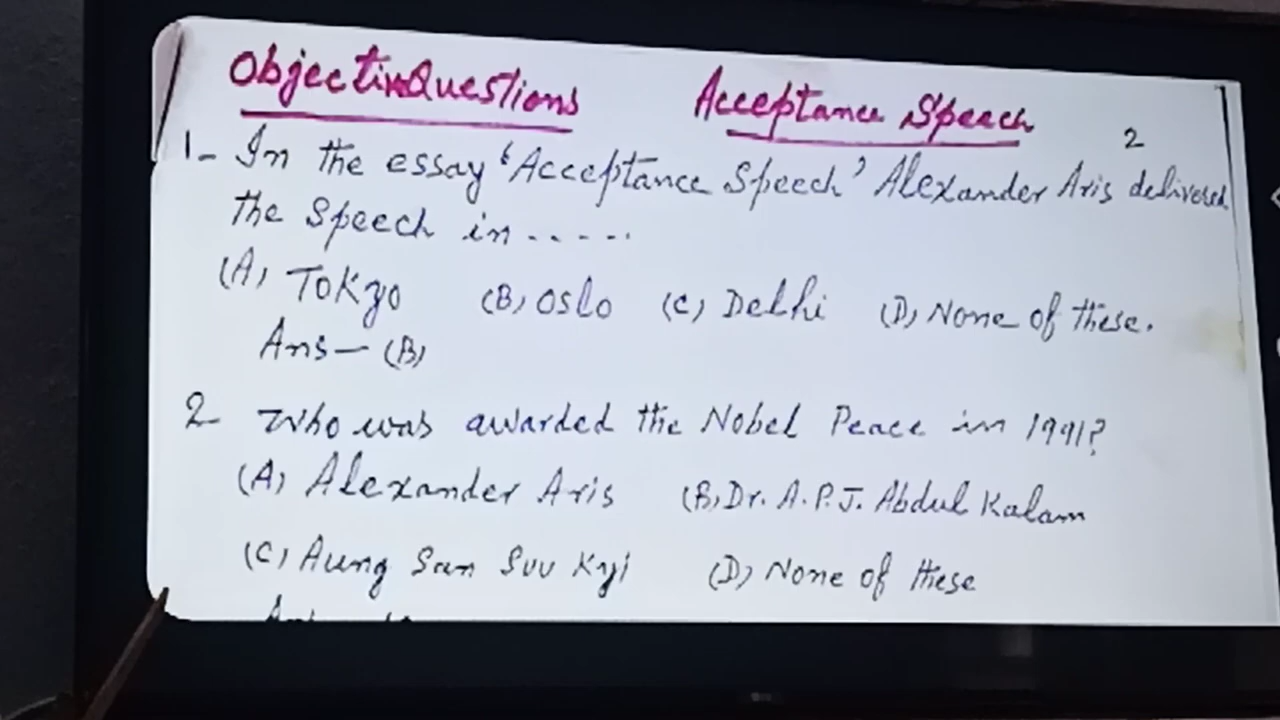 Objective Questions Acceptance Speech
2
1- In the essay 'Acceptance Speech' Alexander Aris delivered
the speech in .....
(A) Tokyo (B) Oslo (C) Delhi (D) None of these.
Ans- (B)
2 Who was awarded the Nobel Peace in 1991?
(A) Alexander Aris (B) Dr. A.P.J. Abdul Kalam
(C) Aung San Suu Kyi (D) None of these